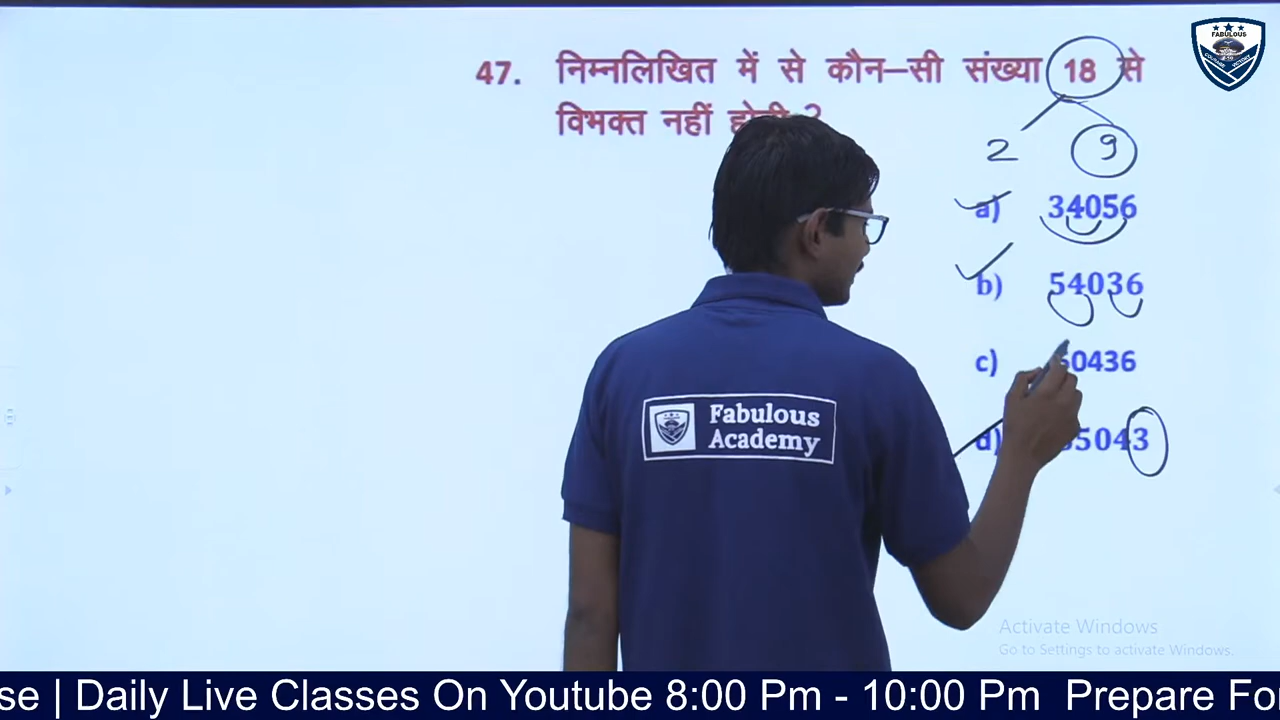 FABULOUS
47. निम्नलिखित में से कौन–सी संख्या 18 से
विभक्त नहीं
2 9
a) 34056
b) 54036
c) 0436
d) 5043
Fabulous
Academy
Activate Windows
Go to Settings to activate Windows.
se | Daily Live Classes On Youtube 8:00 Pm - 10:00 Pm Prepare For